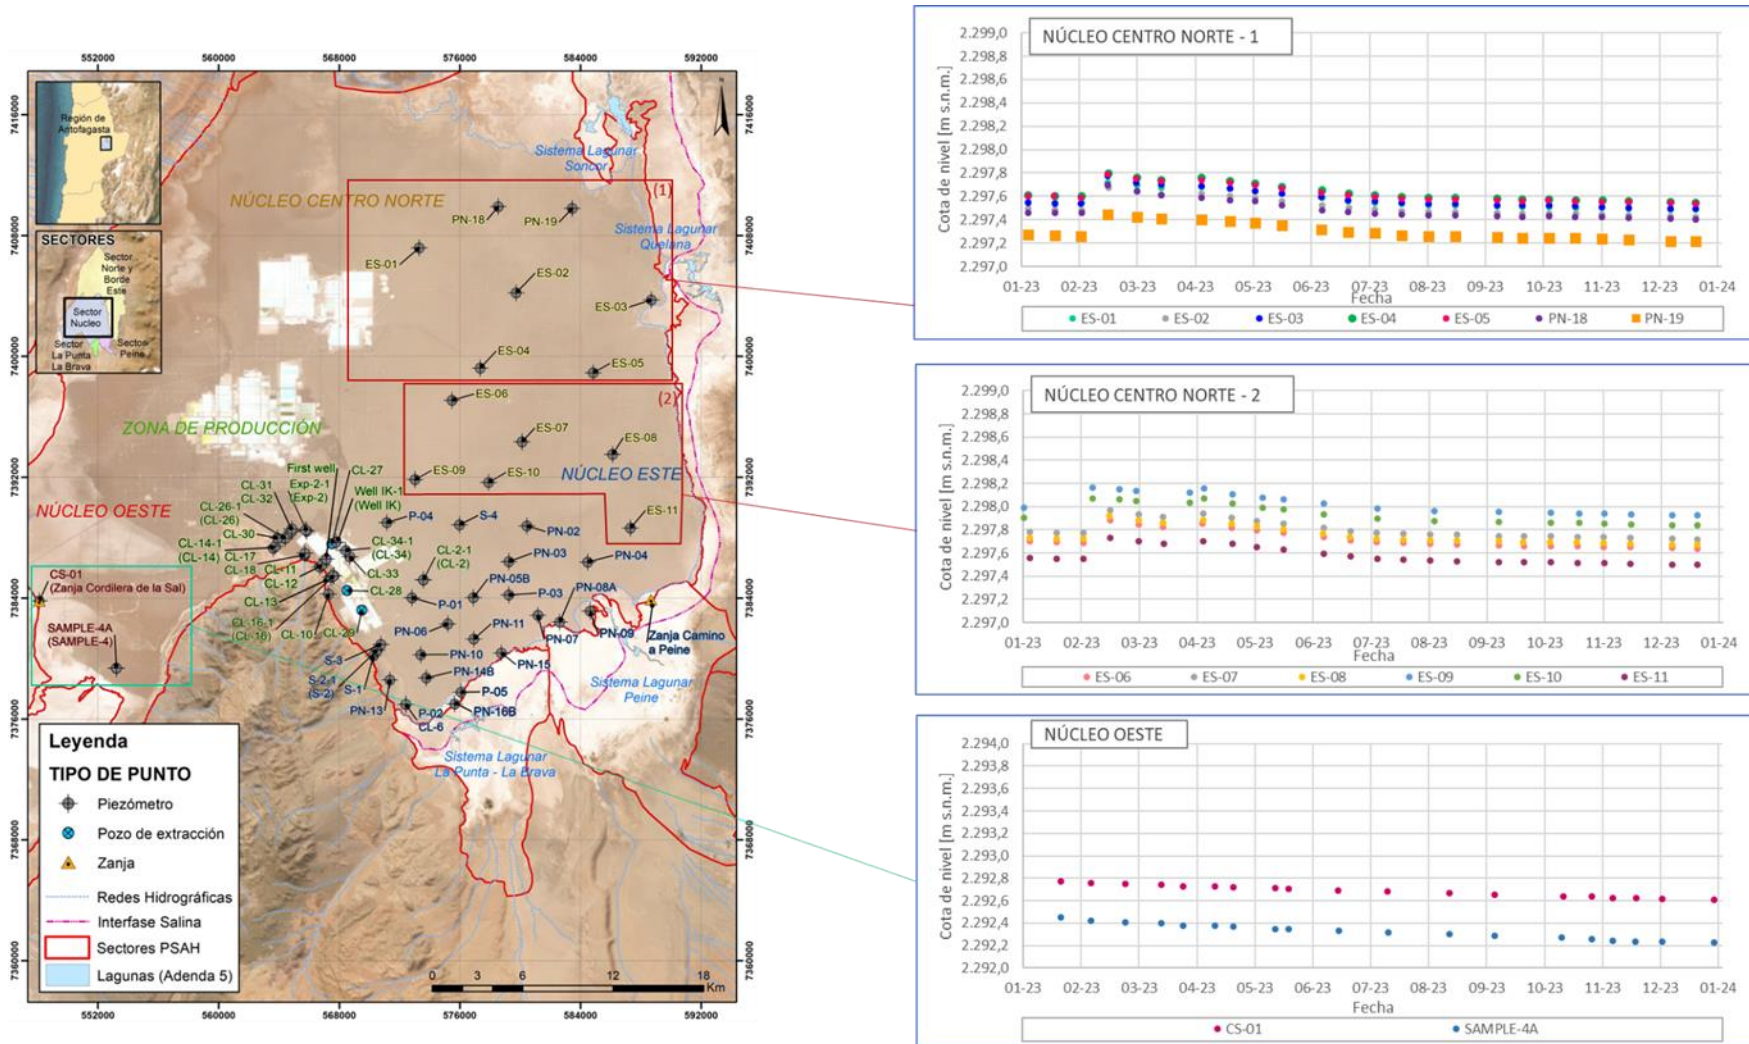 552000
560000
568000
576000
584000
592000
7416000
7408000
7400000
7392000
7384000
7376000
7368000
7360000
Región de
Antofagasta
SECTORES
Sector
Norte y
Borde
Este
Sector
Nucleo
Sector
La Punta
La Brava
Sector
Peine
Sistema Lagunar
Soncor
(1)
NÚCLEO CENTRO NORTE
PN-18
PN-19
Sistema Lagunar
Quelana
ES-01
ES-02
ES-03
ES-04
ES-05
(2)
ES-06
ZONA DE PRODUCCIÓN
ES-07
ES-08
ES-09
ES-10
NÚCLEO ESTE
ES-11
First well
CL-27
CL-31
CL-32
Exp-2-1
(Exp-2)
Well IK-1
(Well IK)
NÚCLEO OESTE
CL-26-1
(CL-26)
CL-30
CL-14-1
(CL-14)
CL-17
CL-18
CL-11
CL-12
CL-13
CL-16-1
(CL-16)
CL-10
CL-29
CL-28
CL-33
CL-34-1
(CL-34)
P-04
S-4
PN-02
CL-2-1
(CL-2)
PN-03
PN-04
PN-05B
PN-08A
P-01
P-03
PN-06
PN-11
PN-07
PN-09
Zanja Camino
a Peine
CS-01
(Zanja Cordilera de la Sal)
SAMPLE-4A
(SAMPLE-4)
S-3
S-2-1
(S-2)
S-1
PN-10
PN-15
PN-14B
PN-13
P-05
P-02
CL-6
PN-16B
Sistema Lagunar
Peine
Sistema Lagunar
La Punta - La Brava
Leyenda
TIPO DE PUNTO
Piezómetro
Pozo de extracción
Zanja
Redes Hidrográficas
Interfase Salina
Sectores PSAH
Lagunas (Adenda 5)
0 3 6 12 18
Km
560000
568000
576000
584000
592000
552000
NÚCLEO CENTRO NORTE - 1
Cota de nivel [m s.n.m.]
2.299,0
2.298,8
2.298,6
2.298,4
2.298,2
2.298,0
2.297,8
2.297,6
2.297,4
2.297,2
2.297,0
01-23 02-23 03-23 04-23 05-23 06-23 07-23 08-23 09-23 10-23 11-23 12-23 01-24
Fecha
ES-01 ES-02 ES-03 ES-04 ES-05 PN-18 PN-19
NÚCLEO CENTRO NORTE - 2
Cota de nivel [m s.n.m.]
2.299,0
2.298,8
2.298,6
2.298,4
2.298,2
2.298,0
2.297,8
2.297,6
2.297,4
2.297,2
2.297,0
01-23 02-23 03-23 04-23 05-23 06-23 07-23 08-23 09-23 10-23 11-23 12-23 01-24
Fecha
ES-06 ES-07 ES-08 ES-09 ES-10 ES-11
NÚCLEO OESTE
Cota de nivel [m s.n.m.]
2.294,0
2.293,8
2.293,6
2.293,4
2.293,2
2.293,0
2.292,8
2.292,6
2.292,4
2.292,2
2.292,0
01-23 02-23 03-23 04-23 05-23 06-23 07-23 08-23 09-23 10-23 11-23 12-23 01-24
Fecha
CS-01 SAMPLE-4A